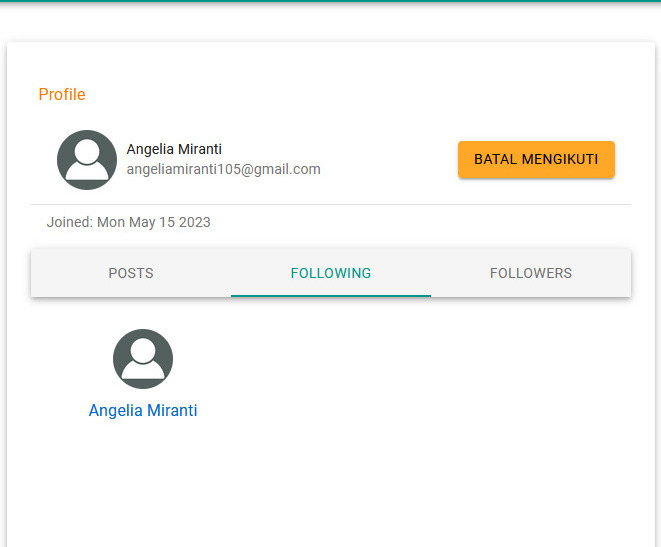 Profile
Angelia Miranti
angeliamiranti105@gmail.com
BATAL MENGIKUTI
Joined: Mon May 15 2023
POSTS
FOLLOWING
FOLLOWERS
Angelia Miranti